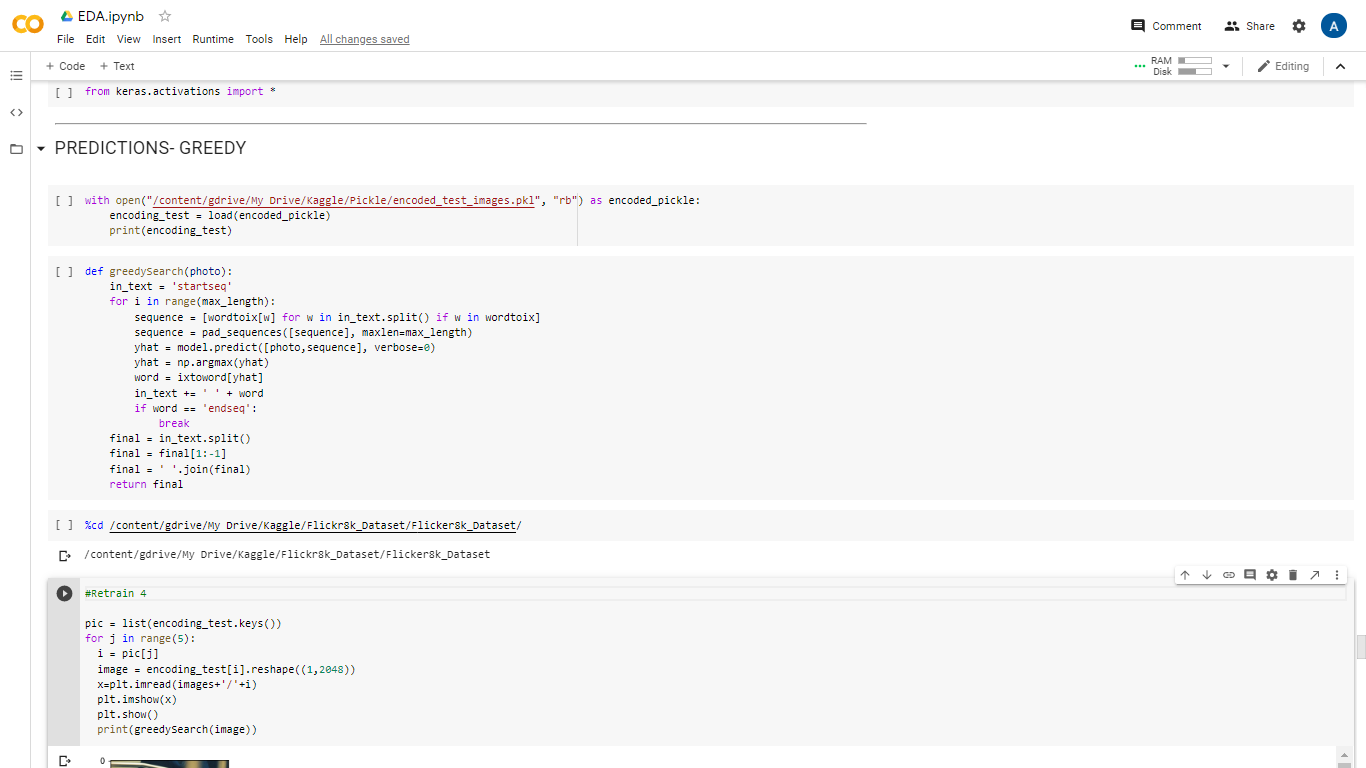 EDA.ipynb
File Edit View Insert Runtime Tools Help All changes saved
Comment Share A
+ Code + Text
RAM
Disk
Editing
[ ] from keras.activations import *
PREDICTIONS- GREEDY
[ ] with open("/content/gdrive/My Drive/Kaggle/Pickle/encoded_test_images.pkl", "rb") as encoded_pickle:
encoding_test = load(encoded_pickle)
print(encoding_test)
[ ] def greedySearch(photo):
in_text = 'startseq'
for i in range(max_length):
sequence = [wordtoix[w] for w in in_text.split() if w in wordtoix]
sequence = pad_sequences([sequence], maxlen=max_length)
yhat = model.predict([photo,sequence], verbose=0)
yhat = np.argmax(yhat)
word = ixtoword[yhat]
in_text += ' ' + word
if word == 'endseq':
break
final = in_text.split()
final = final[1:-1]
final = ' '.join(final)
return final
[ ] %cd /content/gdrive/My Drive/Kaggle/Flickr8k_Dataset/Flicker8k_Dataset/
/content/gdrive/My Drive/Kaggle/Flickr8k_Dataset/Flicker8k_Dataset
#Retrain 4
pic = list(encoding_test.keys())
for j in range(5):
i = pic[j]
image = encoding_test[i].reshape((1,2048))
x=plt.imread(images+'/'+i)
plt.imshow(x)
plt.show()
print(greedySearch(image))
0